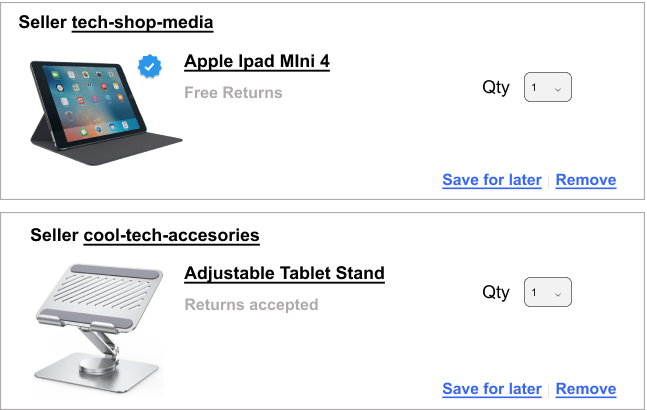 Seller tech-shop-media
Apple Ipad MIni 4
Free Returns
Qty 1
Save for later | Remove
Seller cool-tech-accesories
Adjustable Tablet Stand
Returns accepted
Qty 1
Save for later | Remove